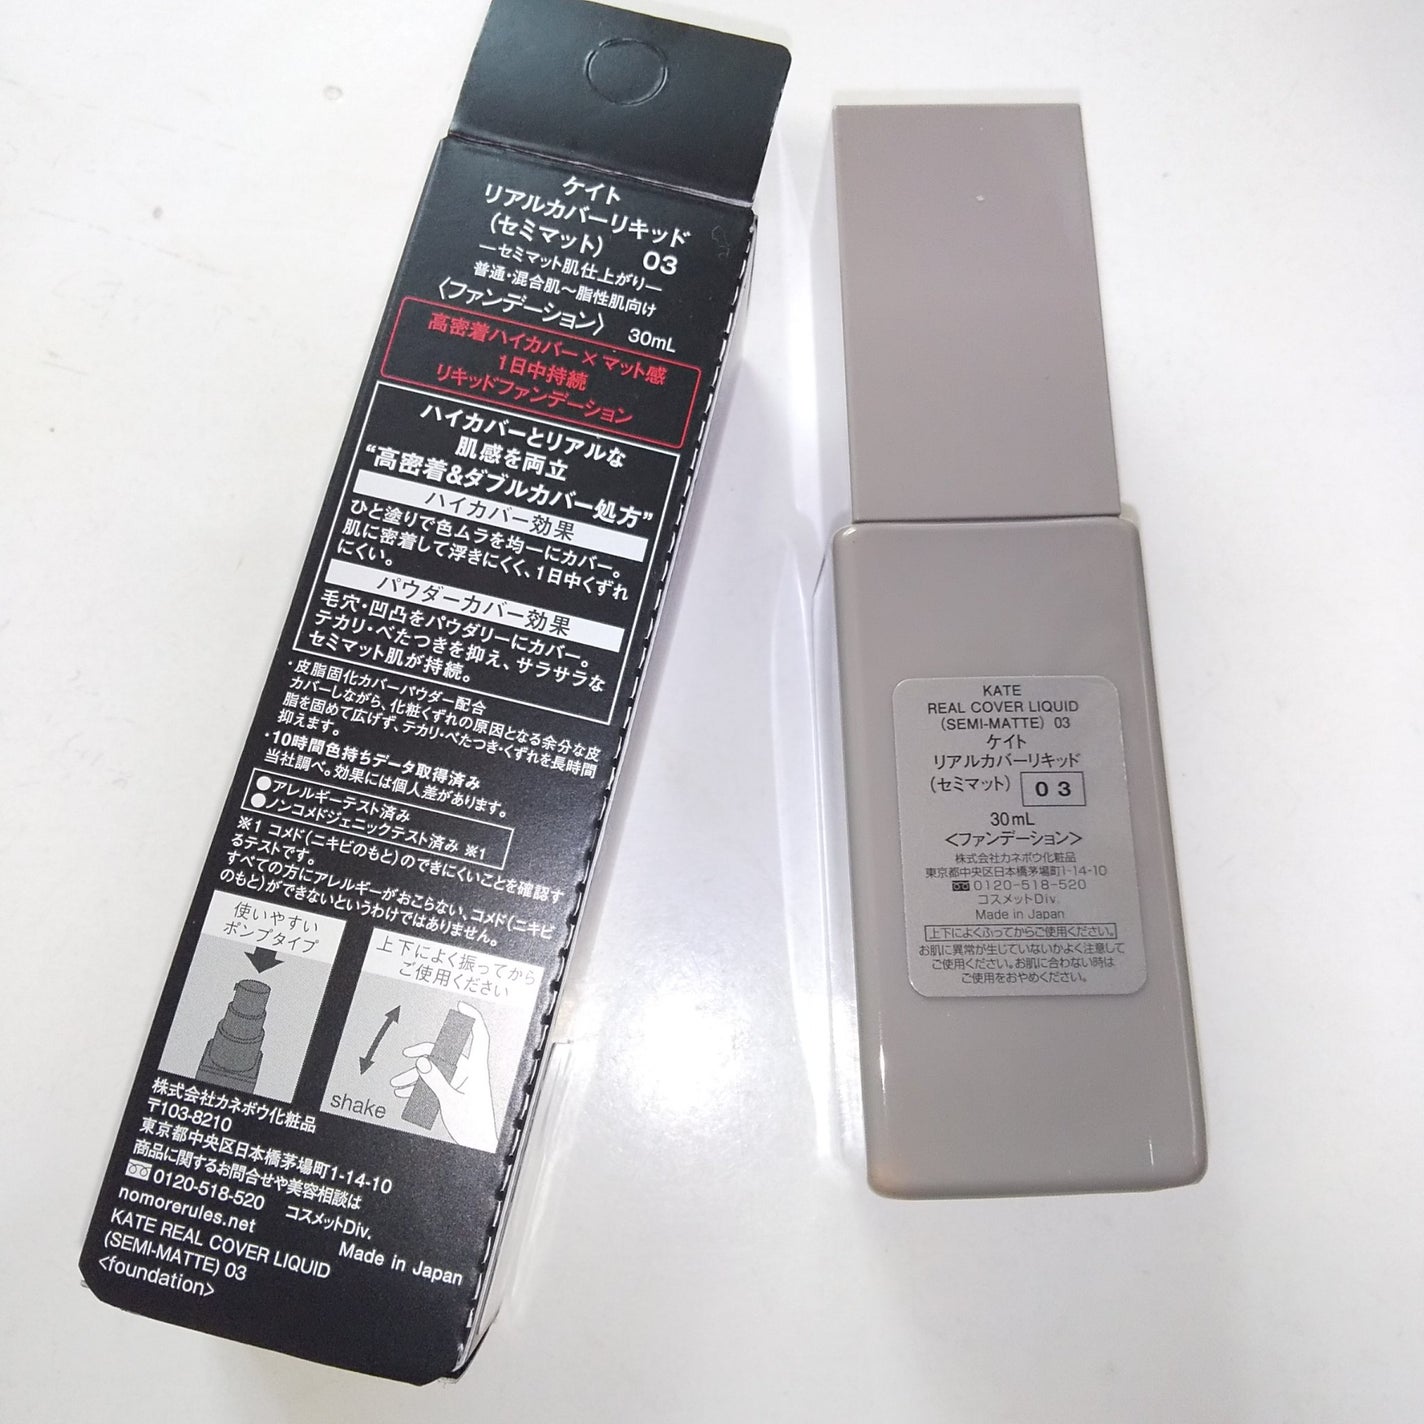 ケイト
リアルカバーリキッド
(セミマット) 03
―セミマット肌仕上がり―
普通・混合肌～脂性肌向け
〈ファンデーション〉 30mL
高密着ハイカバー×マット感
1日中持続
リキッドファンデーション
ハイカバーとリアルな
肌感を両立
“高密着&ダブルカバー処方”
ハイカバー効果
ひと塗りで色ムラを均一にカバー。
肌に密着して浮きにくく、1日中くずれ
にくい。
パウダーカバー効果
毛穴・凹凸をパウダリーにカバー。
テカリ・べたつきを抑え、サラサラな
セミマット肌が持続。
・皮脂固化カバーパウダー配合
カバーしながら、化粧くずれの原因となる余分な皮
脂を固めて広げず、テカリ・べたつき・くずれを長時間
抑えます。
・10時間色持ちデータ取得済み
当社調べ。効果には個人差があります。
●アレルギーテスト済み
●ノンコメドジェニックテスト済み ※1
※1 コメド(ニキビのもと)のできにくいことを確認す
るテストです。
すべての方にアレルギーがおこらない、コメド(ニキビ
のもと)ができないというわけではありません。
使いやすい
ポンプタイプ
上下によく振ってから
ご使用ください
shake
株式会社カネボウ化粧品
〒103-8210
東京都中央区日本橋茅場町1-14-10
商品に関するお問合せや美容相談は
0120-518-520 コスメットDiv.
nomorerules.net Made in Japan
KATE REAL COVER LIQUID
(SEMI-MATTE) 03
<foundation>
KATE
REAL COVER LIQUID
(SEMI-MATTE) 03
ケイト
リアルカバーリキッド
(セミマット) 03
30mL
<ファンデーション>
株式会社カネボウ化粧品
東京都中央区日本橋茅場町1-14-10
0120-518-520
コスメットDiv.
Made in Japan
上下によくふってからご使用ください。
お肌に異常が生じていないかよく注意して
ご使用ください。お肌に合わない時は
ご使用をおやめください。